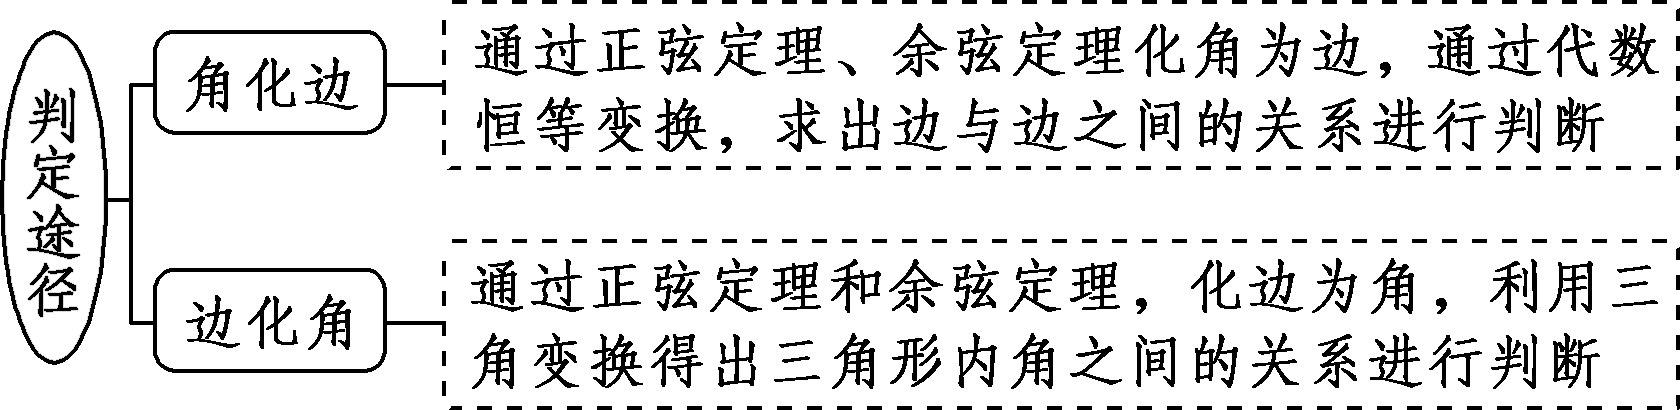 判定途径
角化边
通过正弦定理、余弦定理化角为边，通过代数
恒等变换，求出边与边之间的关系进行判断
边化角
通过正弦定理和余弦定理，化边为角，利用三
角变换得出三角形内角之间的关系进行判断